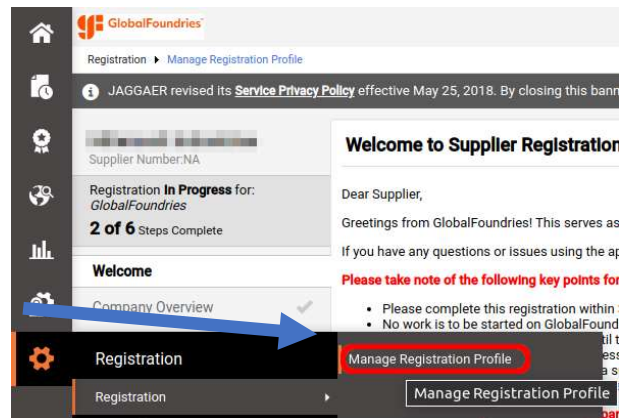 GlobalFoundries
Registration Manage Registration Profile
JAGGAER revised its Service Privacy Policy effective May 25, 2018. By closing this bann
Supplier Number:NA
Registration In Progress for:
GlobalFoundries
2 of 6 Steps Complete
Welcome
Company Overview
Welcome to Supplier Registration
Dear Supplier,
Greetings from GlobalFoundries! This serves as
If you have any questions or issues using the ap
Please take note of the following key points for
• Please complete this registration within
• No work is to be started on GlobalFound
til t
Registration
Registration
Manage Registration Profile
Manage Registration Profile